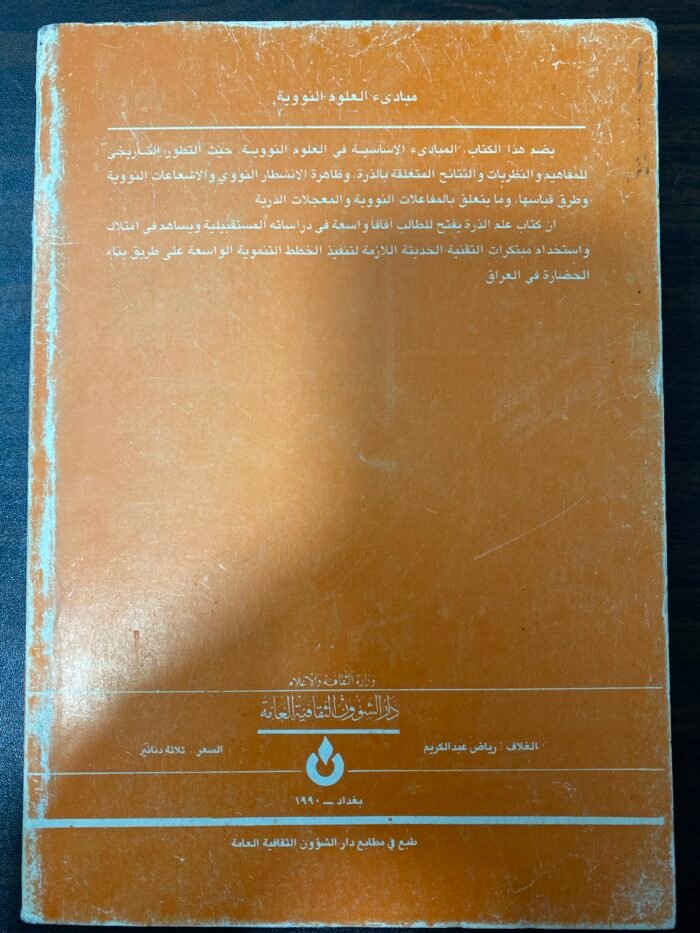 مبادىء العلوم النووية
يضم هذا الكتاب، المبادىء الاساسية في العلوم النووية، حيث التطور التاريخي
للمفاهيم والنظريات والنتائج المتعلقة بالذرة، وظاهرة الانشطار النووي والاشعاعات النووية
وطرق قياسها، وما يتعلق بالمفاعلات النووية والمعجلات الذرية
ان كتاب علم الذرة يفتح للطالب افاقا واسعة في دراساته المستقبيلية ويساهد في امتلاك
واستخدام مبتكرات التقنية الحديثة اللازمة لتنفيذ الخطط التنموية الواسعة على طريق بناء
الحضارة في العراق
وزارة الثقافة والاعلام
دار الشؤون الثقافية العامة
الغلاف : رياض عبدالكريم
السعر .. ثلاثة دنانير
بغداد — ١٩٩٠
طبع في مطابع دار الشؤون الثقافية العامة